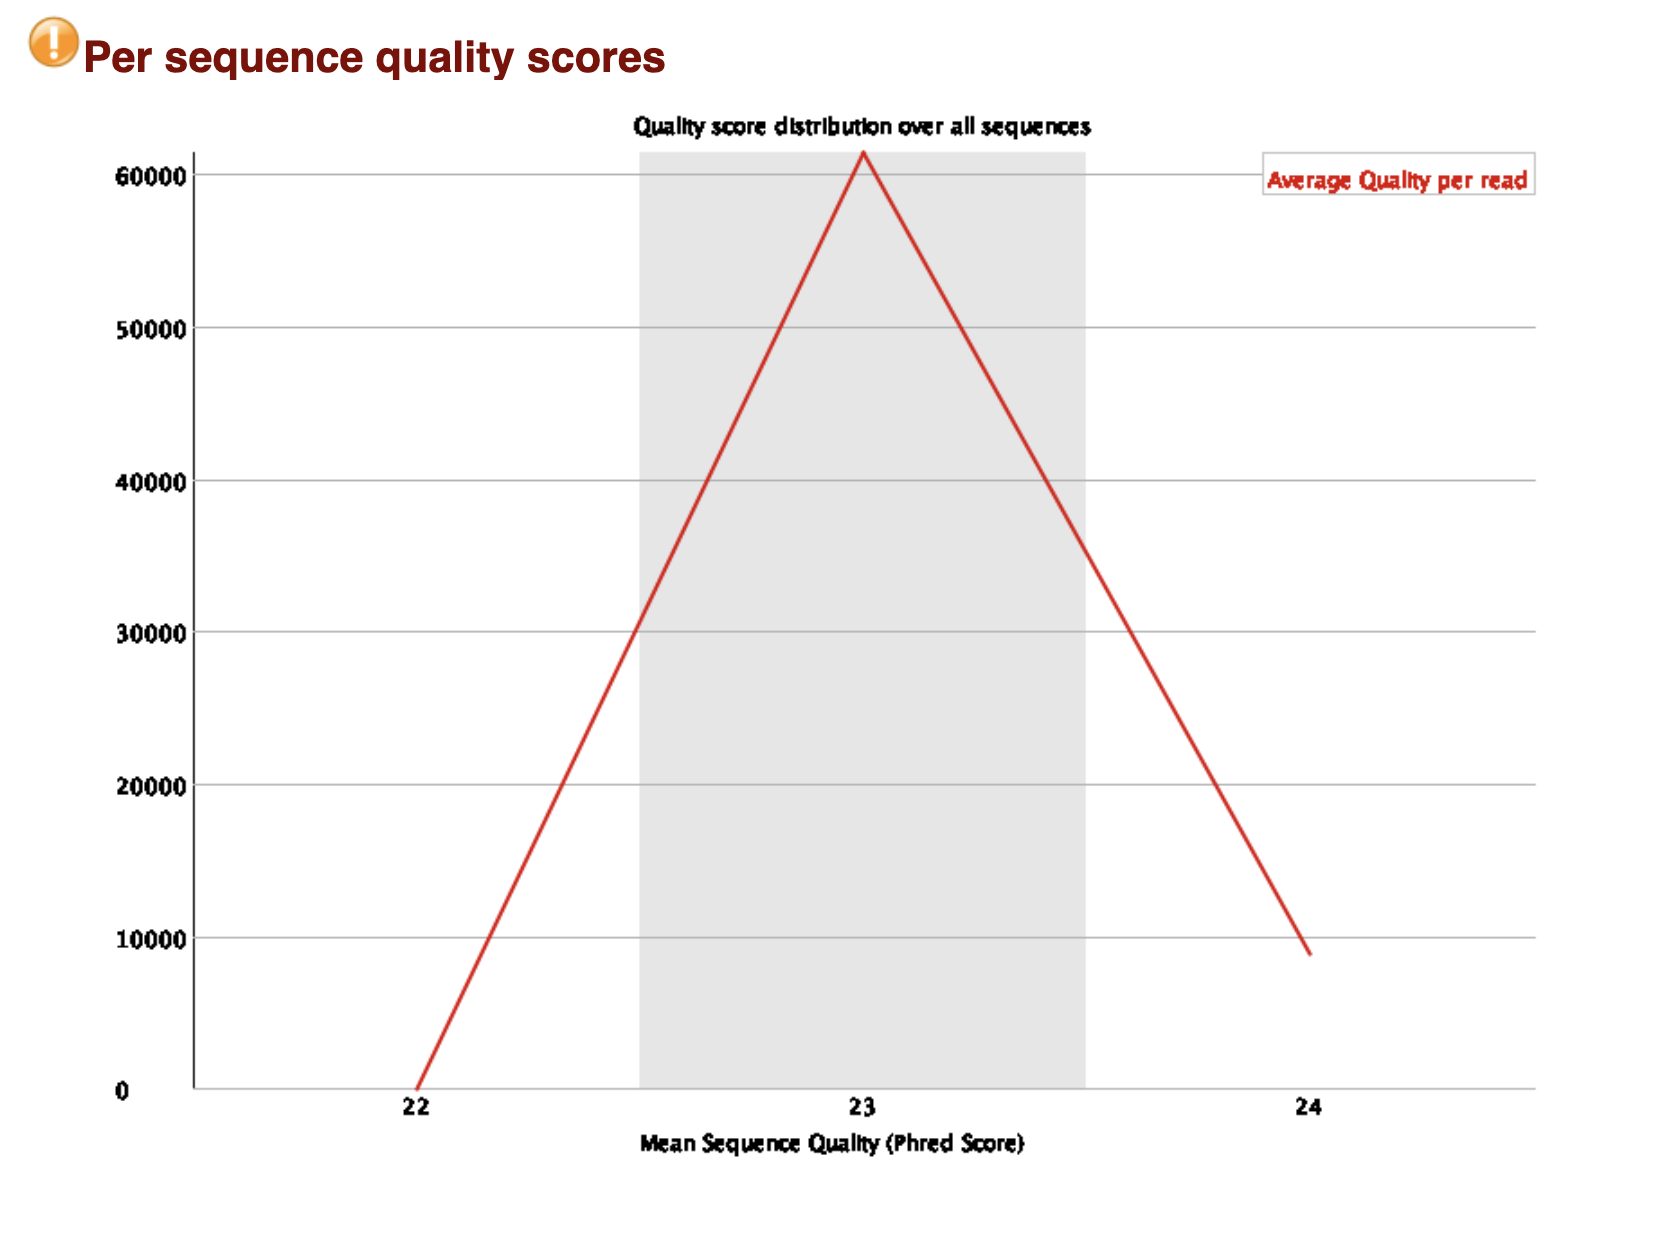 Per sequence quality scores
Quality score distribution over all sequences
Average Quality per read
60000
50000
40000
30000
20000
10000
0
22 23 24
Mean Sequence Quality (Phred Score)